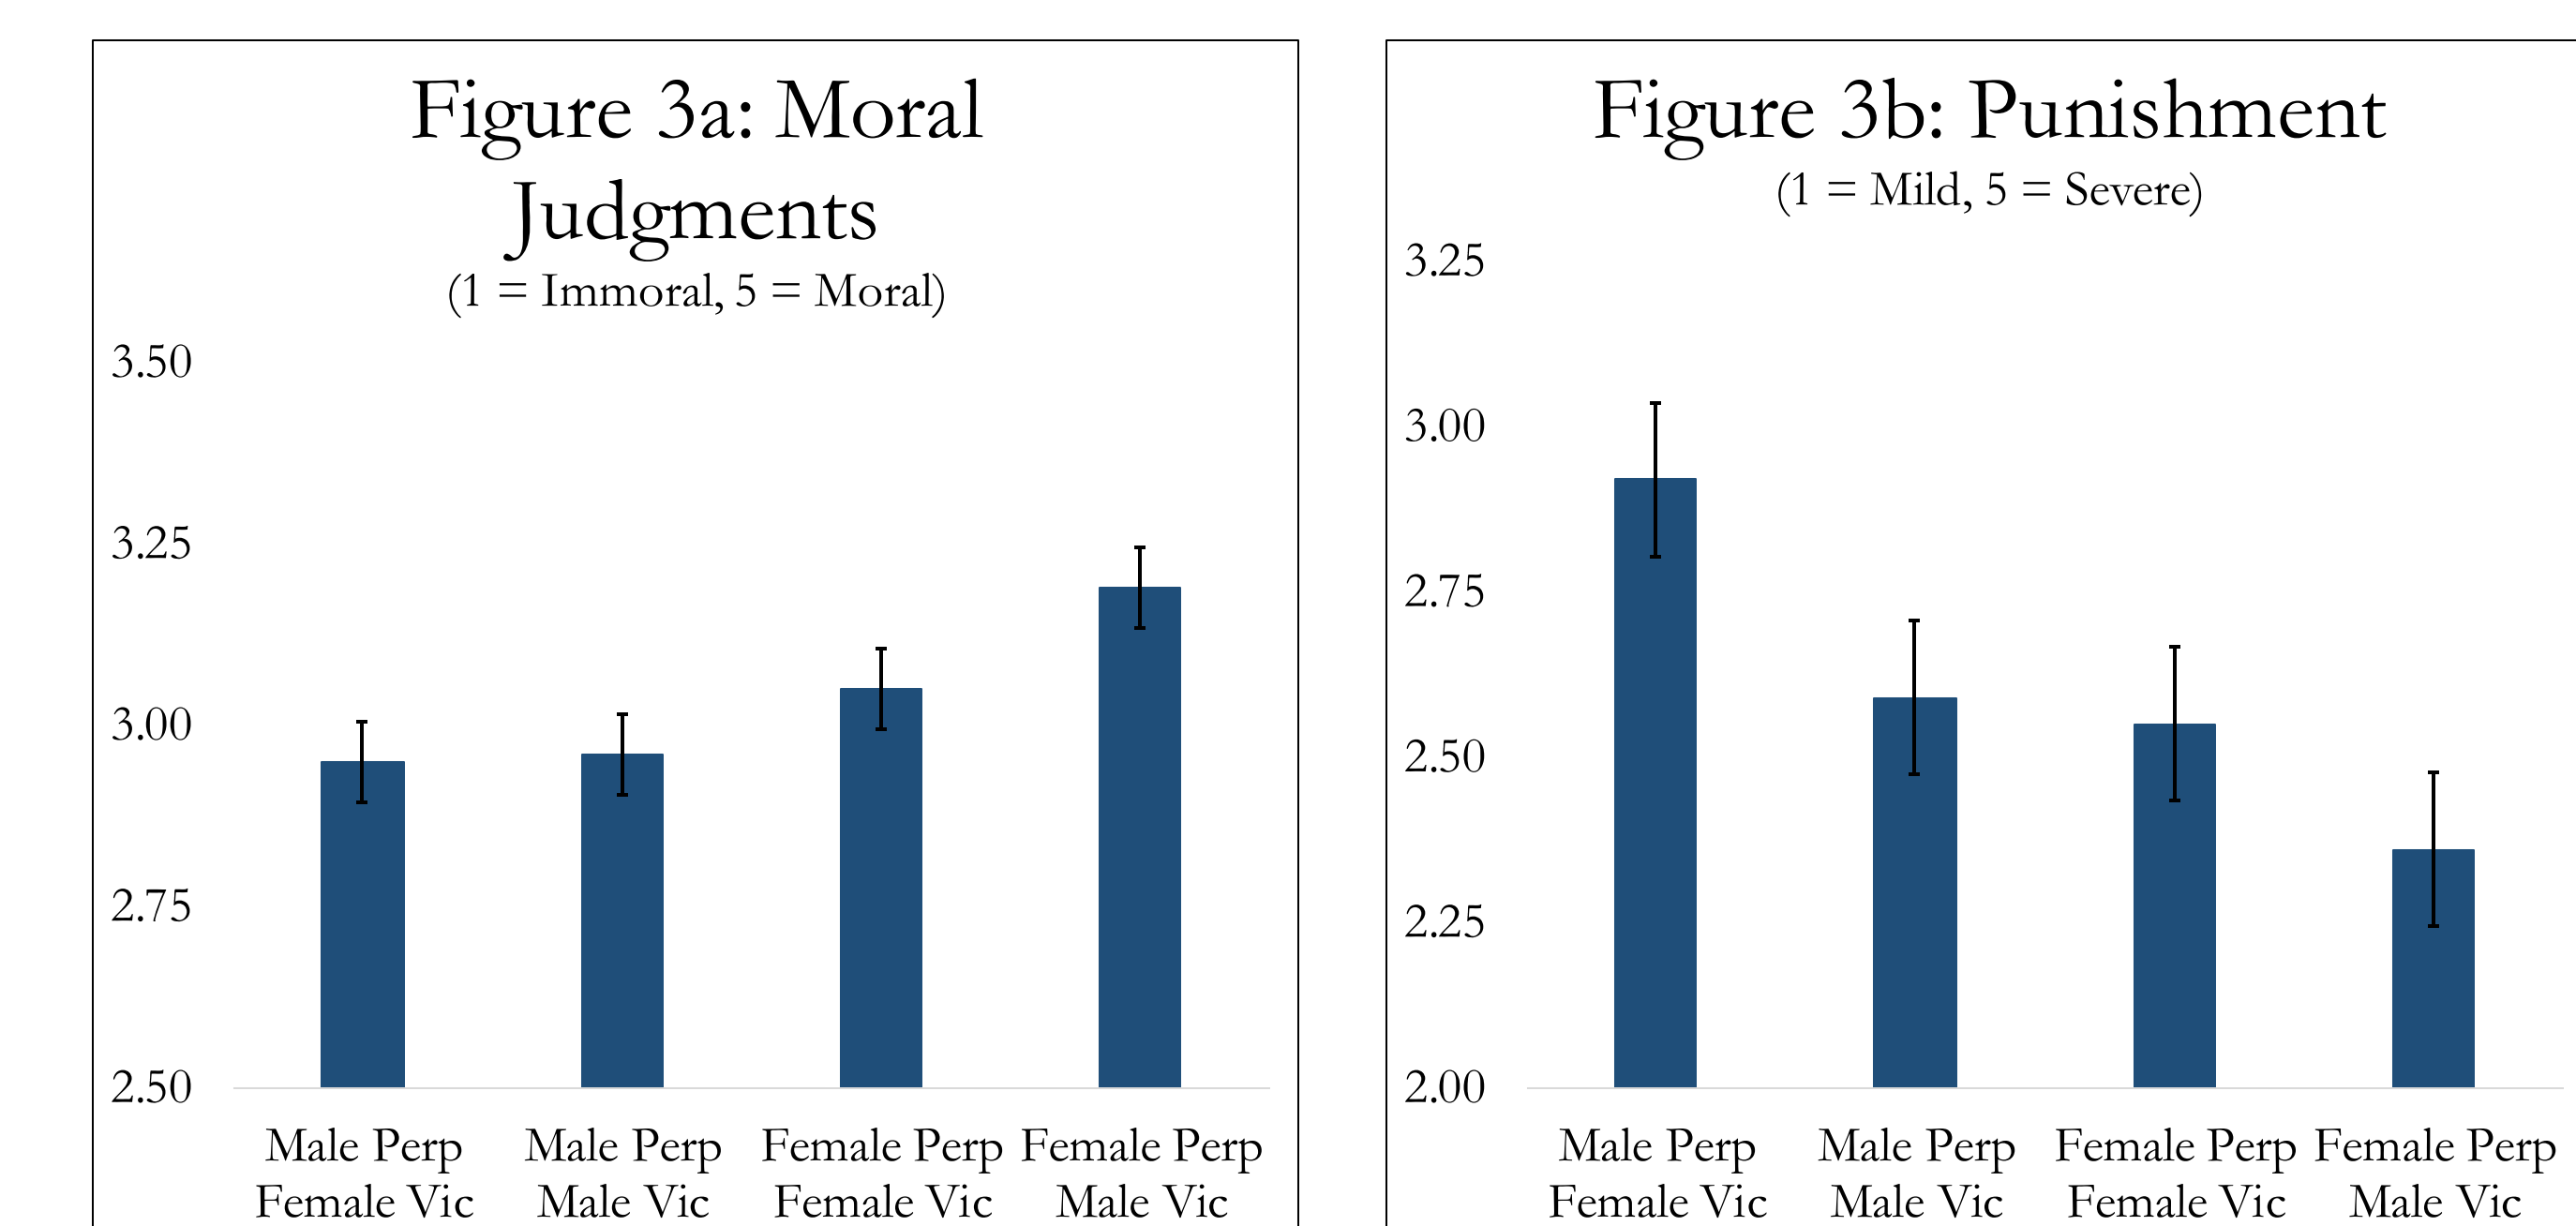 Figure 3a: Moral
Judgments
(1 = Immoral, 5 = Moral)
3.50
3.25
3.00
2.75
2.50
Male Perp
Female Vic
Male Perp
Male Vic
Female Perp
Female Vic
Female Perp
Male Vic
Figure 3b: Punishment
(1 = Mild, 5 = Severe)
3.25
3.00
2.75
2.50
2.25
2.00
Male Perp
Female Vic
Male Perp
Male Vic
Female Perp
Female Vic
Female Perp
Male Vic